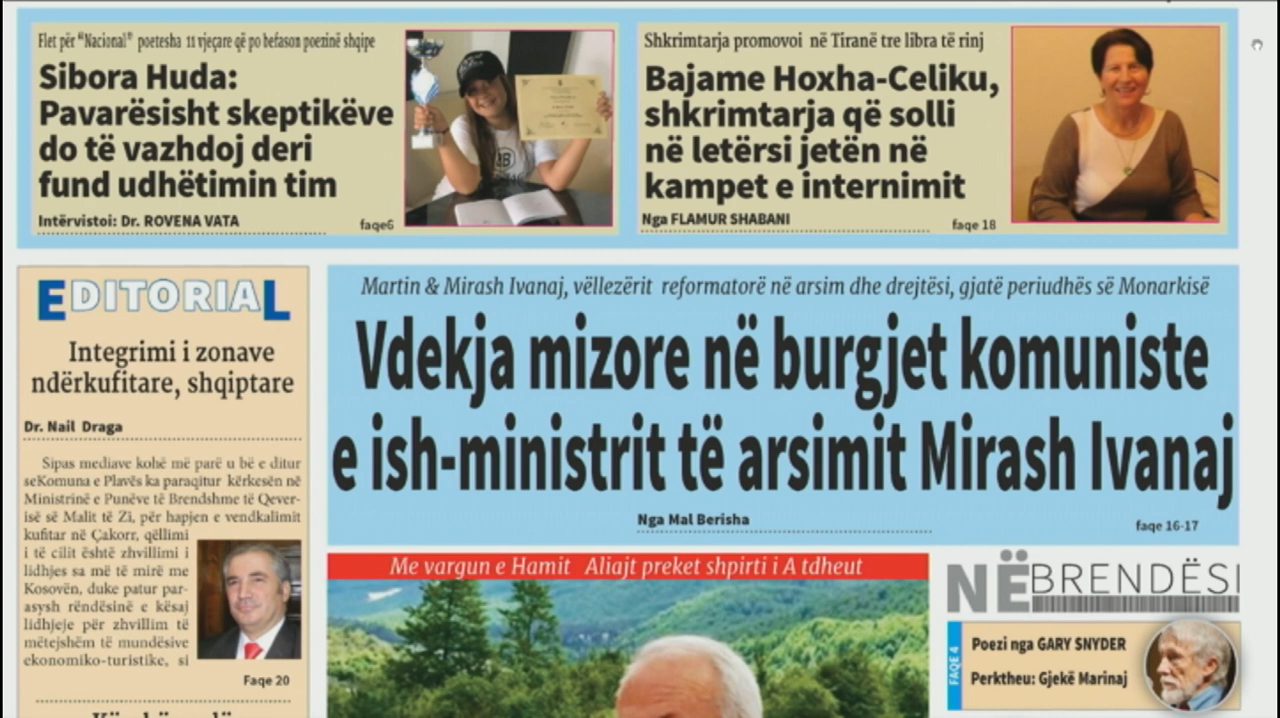 Flet për “Nacional” poetesha 11 vjeçare që po befason poezinë shqipe
Sibora Huda:
Pavarësisht skeptikëve
do të vazhdoj deri
fund udhëtimin tim
Intërvistoi: Dr. ROVENA VATA
faqe6
Shkrimtarja promovoi në Tiranë tre libra të rinj
Bajame Hoxha-Celiku,
shkrimtarja që solli
në letërsi jetën në
kampet e internimit
Nga FLAMUR SHABANI
faqe 18
EDITORIAL
Integrimi i zonave
ndërkufitare, shqiptare
Dr. Nail Draga
Sipas mediave kohë më parë u bë e ditur
seKomuna e Plavës ka paraqitur kërkesën në
Ministrinë e Punëve të Brendshme të Qever-
isë së Malit të Zi, për hapjen e vendkalimit
kufitar në Çakorr, qëllimi
i të cilit është zhvillimi i
lidhjes sa më të mirë me
Kosovën, duke patur par-
asysh rëndësinë e kësaj
lidhjeje për zhvillim të
mëtejshëm të mundësive
ekonomiko-turistike, si
Faqe 20
Martin & Mirash Ivanaj, vëllezërit reformatorë në arsim dhe drejtësi, gjatë periudhës së Monarkisë
Vdekja mizore në burgjet komuniste
e ish-ministrit të arsimit Mirash Ivanaj
Nga Mal Berisha
faqe 16-17
Me vargun e Hamit Aliajt preket shpirti i A tdheut
NË BRENDËSI
FAQE 4
Poezi nga GARY SNYDER
Perktheu: Gjekë Marinaj